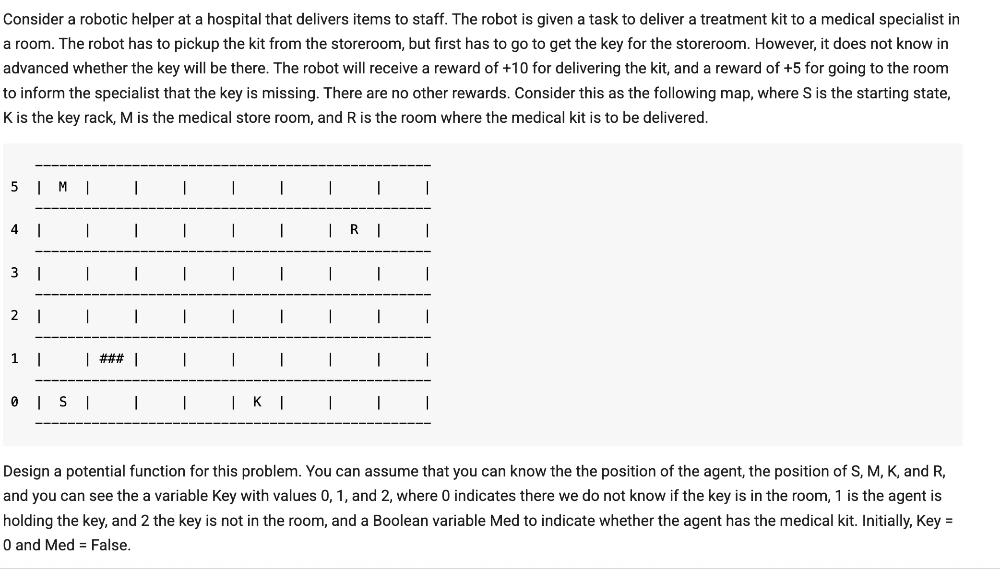 Consider a robotic helper at a hospital that delivers items to staff. The robot is given a task to deliver a treatment kit to a medical specialist in
a room. The robot has to pickup the kit from the storeroom, but first has to go to get the key for the storeroom. However, it does not know in
advanced whether the key will be there. The robot will receive a reward of +10 for delivering the kit, and a reward of +5 for going to the room
to inform the specialist that the key is missing. There are no other rewards. Consider this as the following map, where S is the starting state,
K is the key rack, M is the medical store room, and R is the room where the medical kit is to be delivered.
-------------------------------------------------
5 |  M  |     |     |     |     |     |     |     |
-------------------------------------------------
4 |     |     |     |     |     |     |  R  |     |
-------------------------------------------------
3 |     |     |     |     |     |     |     |     |
-------------------------------------------------
2 |     |     |     |     |     |     |     |     |
-------------------------------------------------
1 |     | ### |     |     |     |     |     |     |
-------------------------------------------------
0 |  S  |     |     |     |  K  |     |     |     |
-------------------------------------------------
Design a potential function for this problem. You can assume that you can know the the position of the agent, the position of S, M, K, and R,
and you can see the a variable Key with values 0, 1, and 2, where 0 indicates there we do not know if the key is in the room, 1 is the agent is
holding the key, and 2 the key is not in the room, and a Boolean variable Med to indicate whether the agent has the medical kit. Initially, Key =
0 and Med = False.